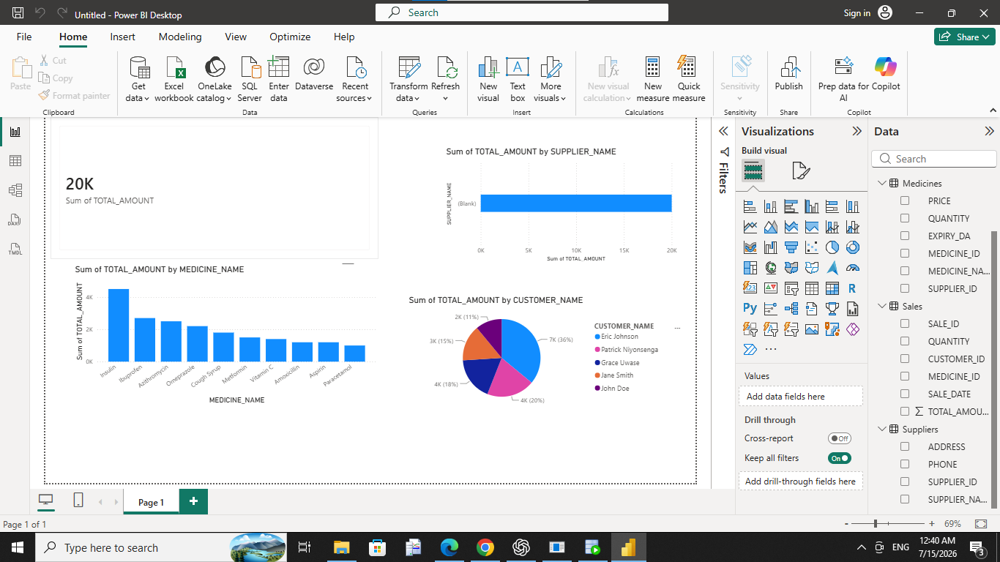 Untitled - Power BI Desktop
Search
Sign in
File
Home
Insert
Modeling
View
Optimize
Help
Share
Paste
Cut
Copy
Format painter
Clipboard
Get data
Excel workbook
OneLake catalog
SQL Server
Enter data
Dataverse
Recent sources
Data
Transform data
Refresh
Queries
New visual
Text box
More visuals
Insert
New visual calculation
New measure
Quick measure
Calculations
Sensitivity
Sensitivity
Publish
Share
Prep data for AI
Copilot
Copilot
DAX
TMDL
20K
Sum of TOTAL_AMOUNT
Sum of TOTAL_AMOUNT by SUPPLIER_NAME
SUPPLIER_NAME
(Blank)
0K 5K 10K 15K 20K
Sum of TOTAL_AMOUNT
Sum of TOTAL_AMOUNT by MEDICINE_NAME
Sum of TOTAL_AMOUNT
4K
2K
0K
Insulin
Ibuprofen
Azithromycin
Omeprazole
Cough Syrup
Metformin
Vitamin C
Amoxicillin
Aspirin
Paracetamol
MEDICINE_NAME
Sum of TOTAL_AMOUNT by CUSTOMER_NAME
2K (11%)
3K (15%)
4K (18%)
7K (36%)
4K (20%)
CUSTOMER_NAME
Eric Johnson
Patrick Niyonsenga
Grace Uwase
Jane Smith
John Doe
Filters
Visualizations
Build visual
123
R
Py
Values
Add data fields here
Drill through
Cross-report
Off
Keep all filters
On
Add drill-through fields here
Data
Search
Medicines
PRICE
QUANTITY
EXPIRY_DA
MEDICINE_ID
MEDICINE_NA...
SUPPLIER_ID
Sales
SALE_ID
QUANTITY
CUSTOMER_ID
MEDICINE_ID
SALE_DATE
TOTAL_AMOU...
Suppliers
ADDRESS
PHONE
SUPPLIER_ID
SUPPLIER_NA...
Page 1
Page 1 of 1
- + 69%
Type here to search
ENG
12:40 AM
7/15/2026
3